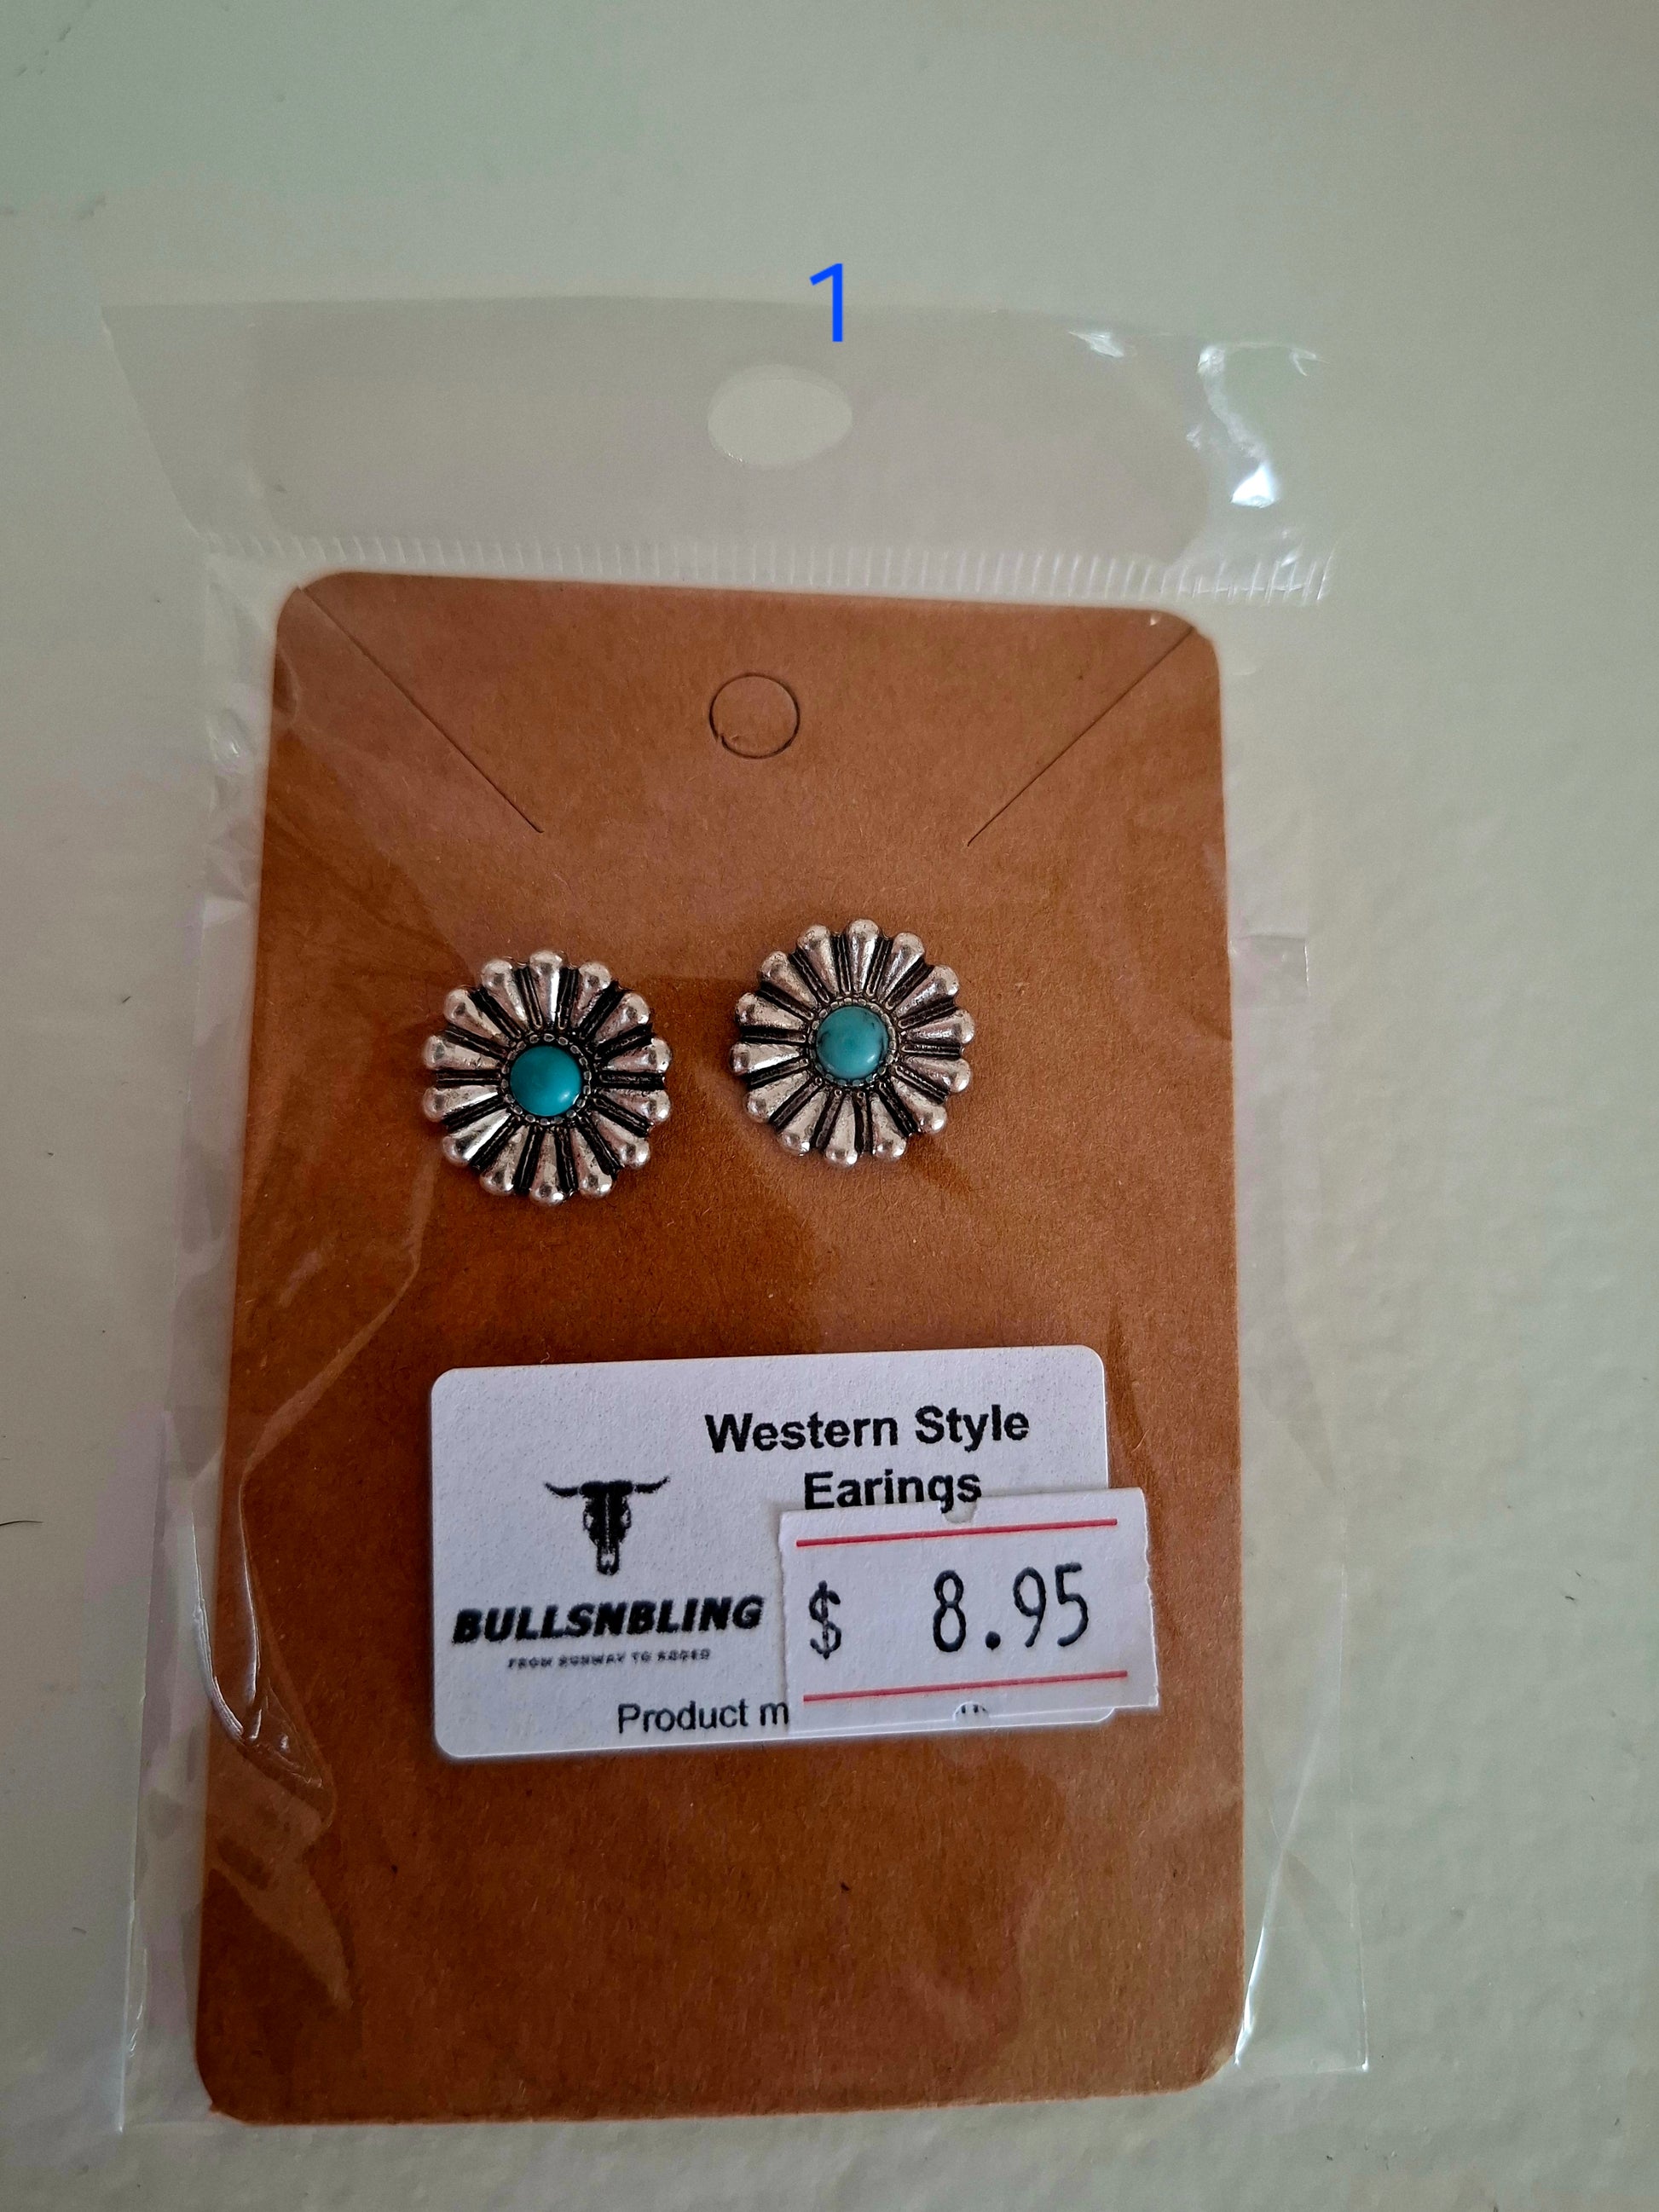 1
Western Style
Earings
BULLSNBLING
FROM RUNWAY TO RODEO
$ 8.95
Product m